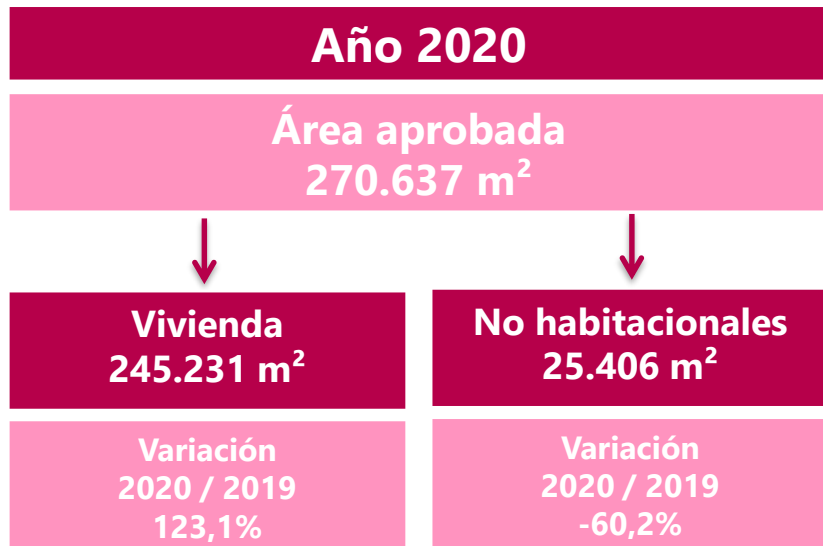 Año 2020
Área aprobada
270.637 m²
Vivienda
245.231 m²
No habitacionales
25.406 m²
Variación
2020 / 2019
123,1%
Variación
2020 / 2019
-60,2%